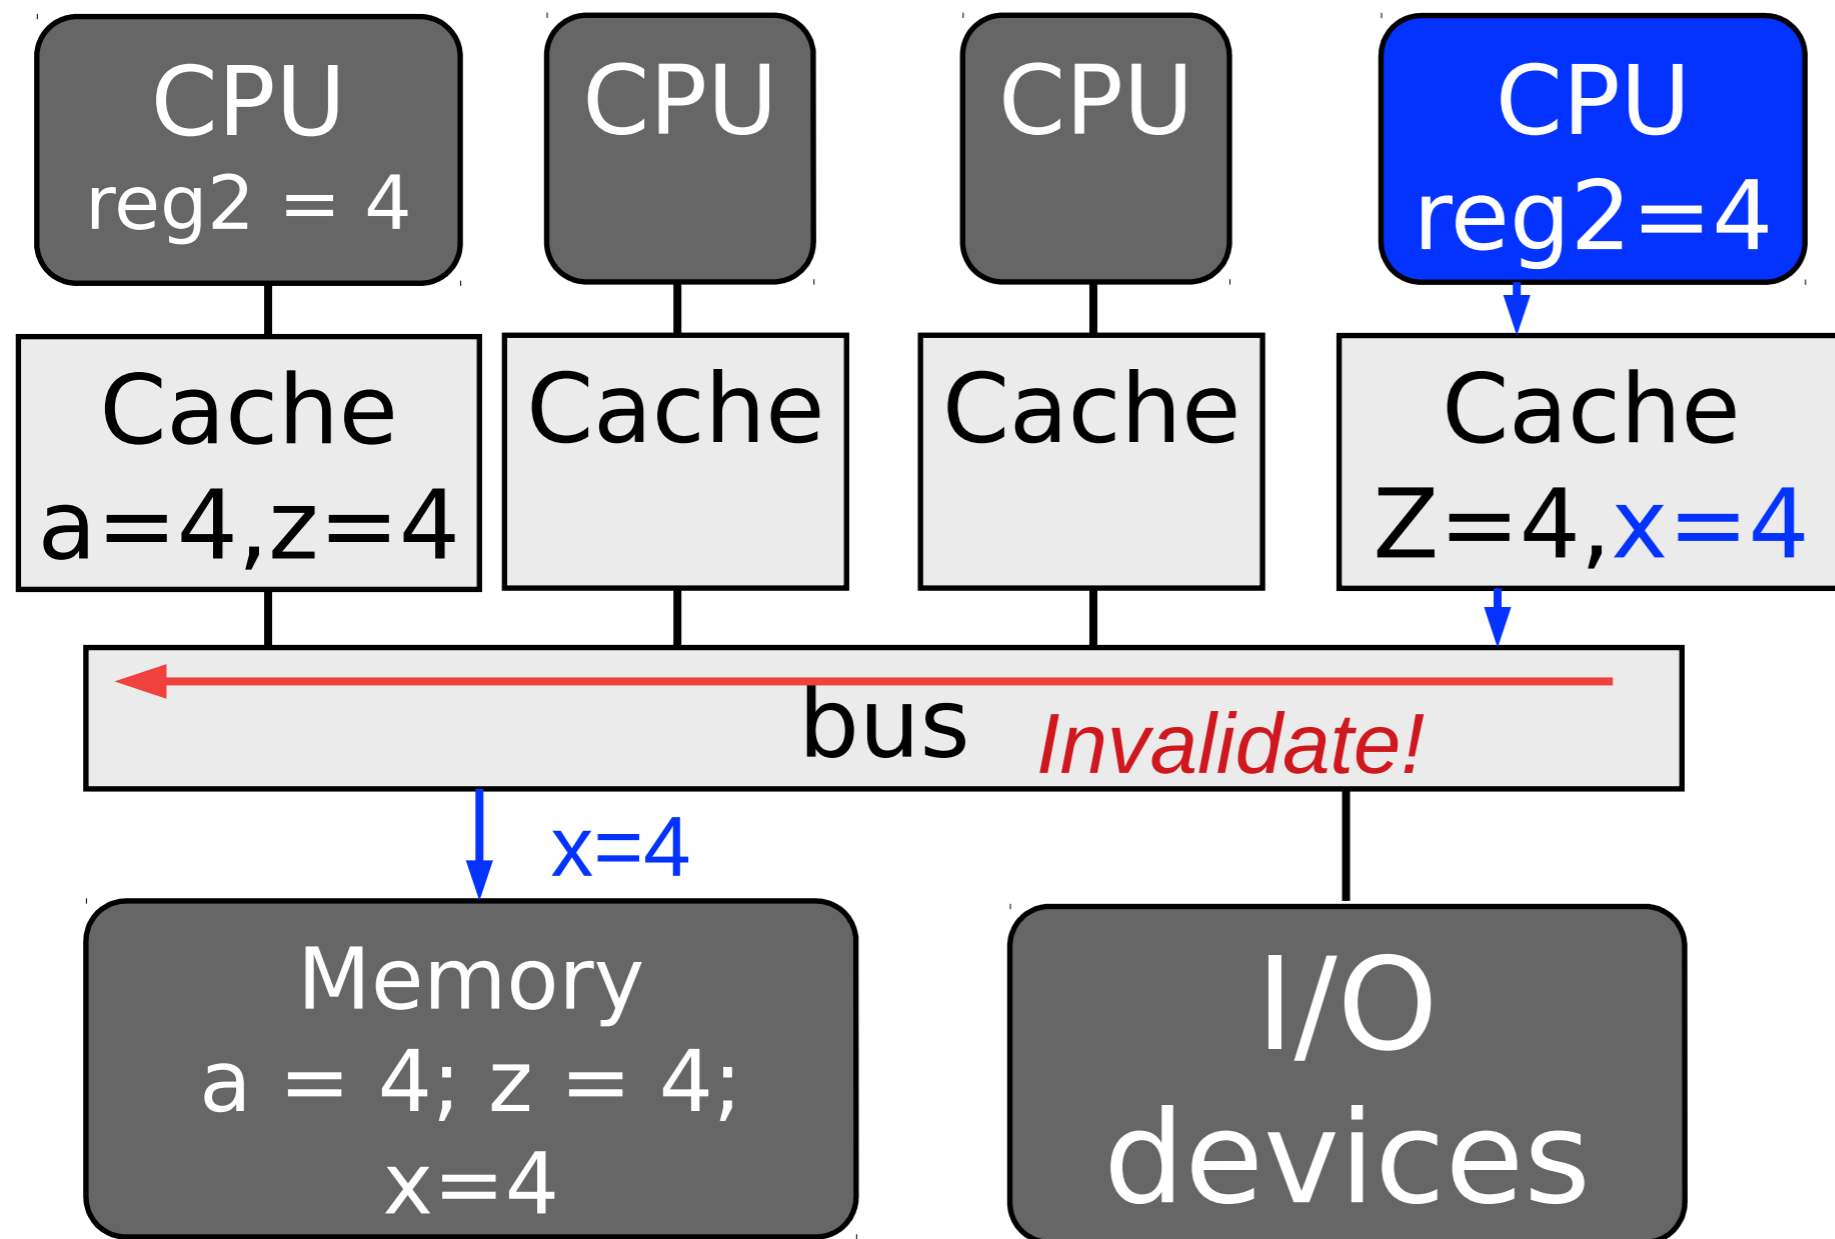 CPU
reg2 = 4
CPU
CPU
CPU
reg2=4
Cache
a=4,z=4
Cache
Cache
Cache
Z=4,x=4
bus
Invalidate!
x=4
Memory
a = 4; z = 4;
x=4
I/O
devices